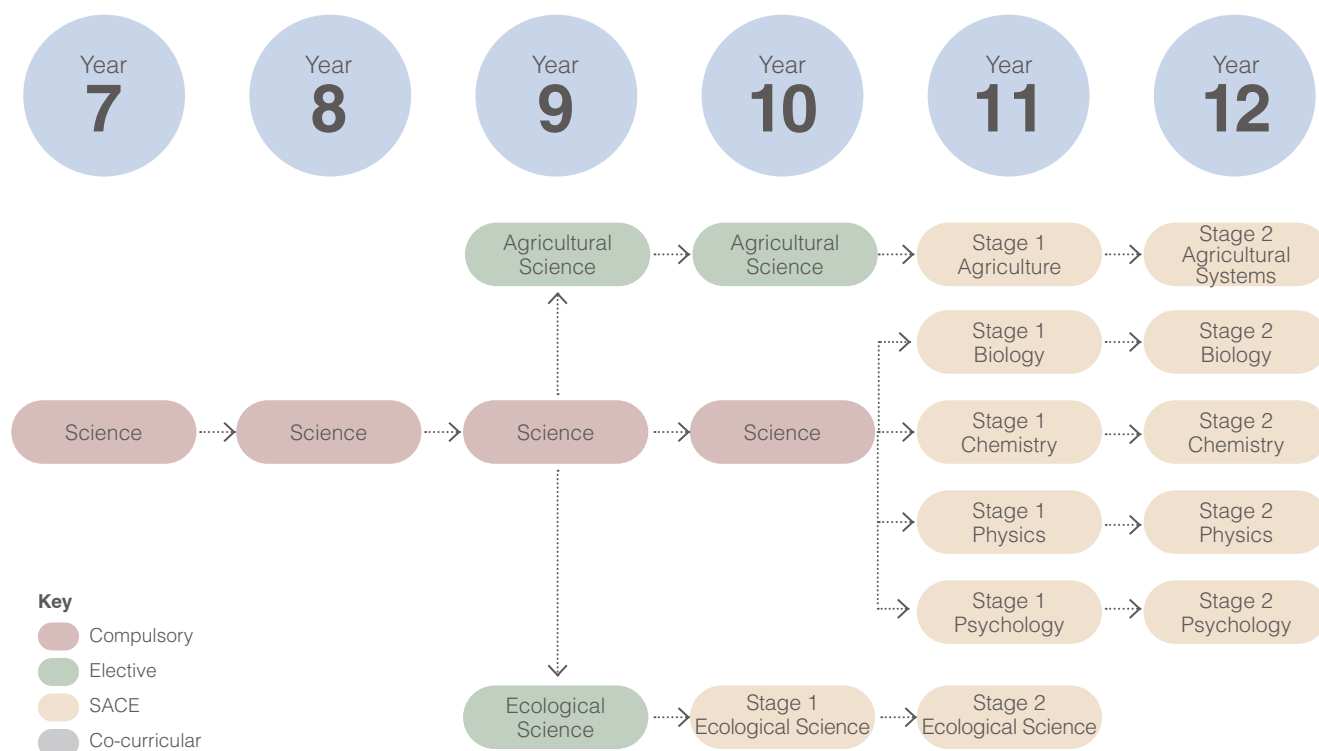 Year
7
Year
8
Year
9
Year
10
Year
11
Year
12
Agricultural
Science
Agricultural
Science
Stage 1
Agriculture
Stage 2
Agricultural
Systems
Stage 1
Biology
Stage 2
Biology
Science
Science
Science
Science
Stage 1
Chemistry
Stage 2
Chemistry
Stage 1
Physics
Stage 2
Physics
Stage 1
Psychology
Stage 2
Psychology
Ecological
Science
Stage 1
Ecological Science
Stage 2
Ecological Science
Key
Compulsory
Elective
SACE
Co-curricular